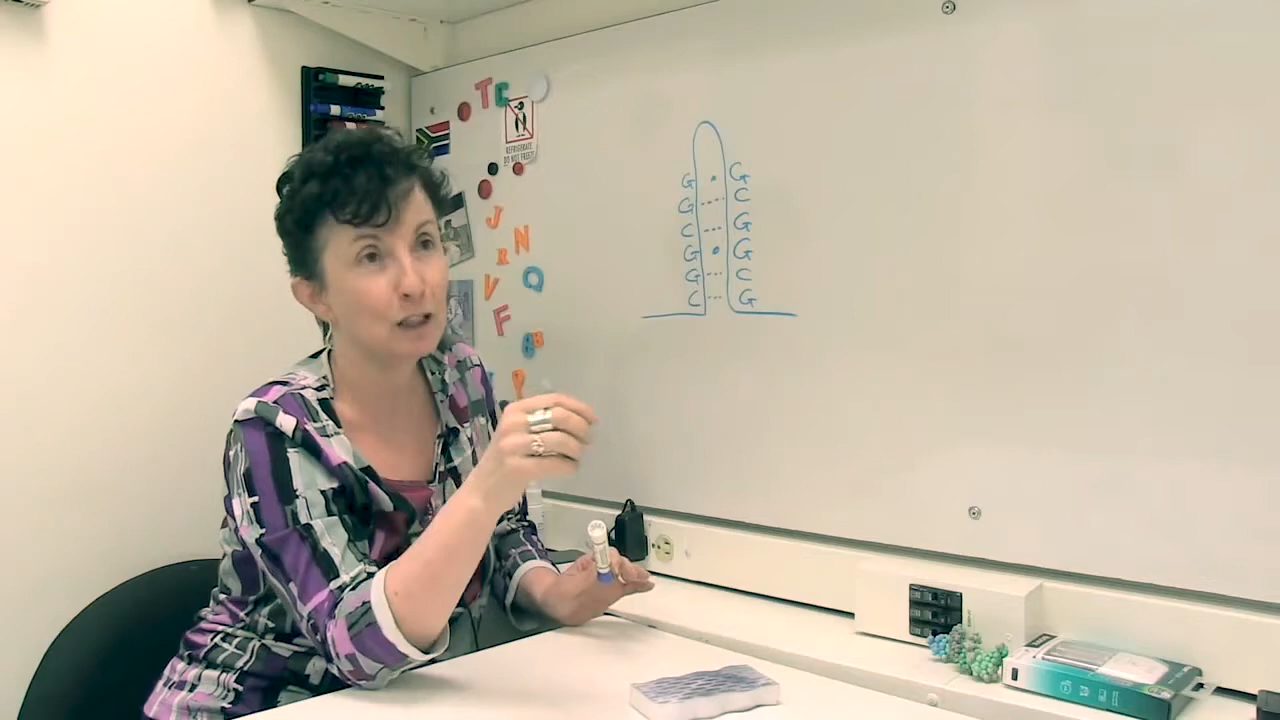 T C
REFRIGERATE
DO NOT FREEZE
J
N
R
V
Q
F
B B
G · G
G --- C
C --- G
G · G
G --- C
C --- G